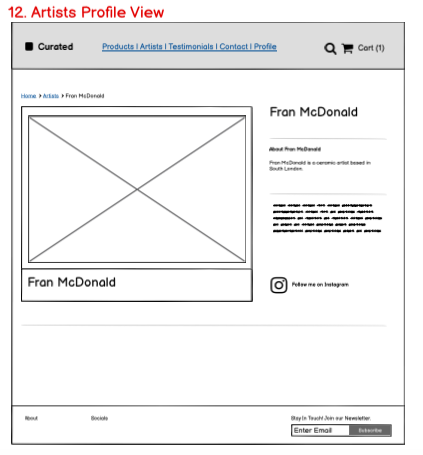 12. Artists Profile View
Curated
Products | Artists | Testimonials | Contact | Profile
Cart (1)
Home > Artists > Fran McDonald
Fran McDonald
About Fran McDonald
Fran McDonald is a ceramic artist based in
South London.
Fran McDonald
Follow me on Instagram
About
Socials
Stay In Touch! Join our Newsletter.
Enter Email
Subscribe